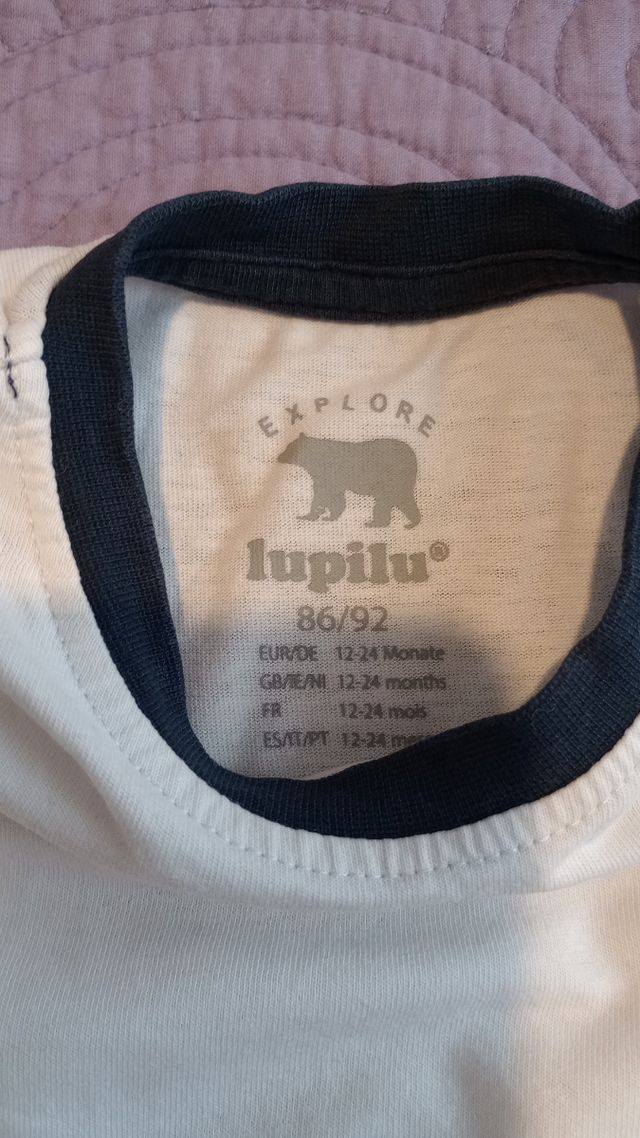 EXPLORE
lupilu®
86/92
EUR/DE 12-24 Monate
GB/IE/NI 12-24 months
FR 12-24 mois
ES/IT/PT 12-24